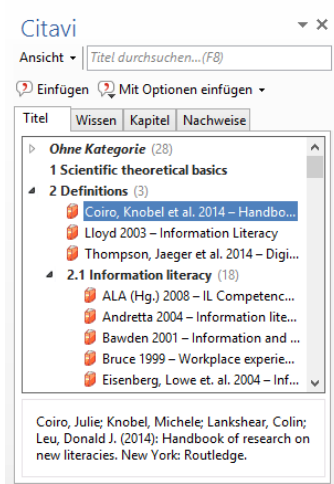 Citavi
Ansicht Titel durchsuchen...(F8)
Einfügen Mit Optionen einfügen
Titel Wissen Kapitel Nachweise
Ohne Kategorie (28)
1 Scientific theoretical basics
2 Definitions (3)
Coiro, Knobel et al. 2014 – Handbo...
Lloyd 2003 – Information Literacy
Thompson, Jaeger et al. 2014 – Digi...
2.1 Information literacy (18)
ALA (Hg.) 2008 – IL Competenc...
Andretta 2004 – Information lite...
Bawden 2001 – Information and ...
Bruce 1999 – Workplace experie...
Eisenberg, Lowe et. al. 2004 – Inf...
Coiro, Julie; Knobel, Michele; Lankshear, Colin;
Leu, Donald J. (2014): Handbook of research on
new literacies. New York: Routledge.